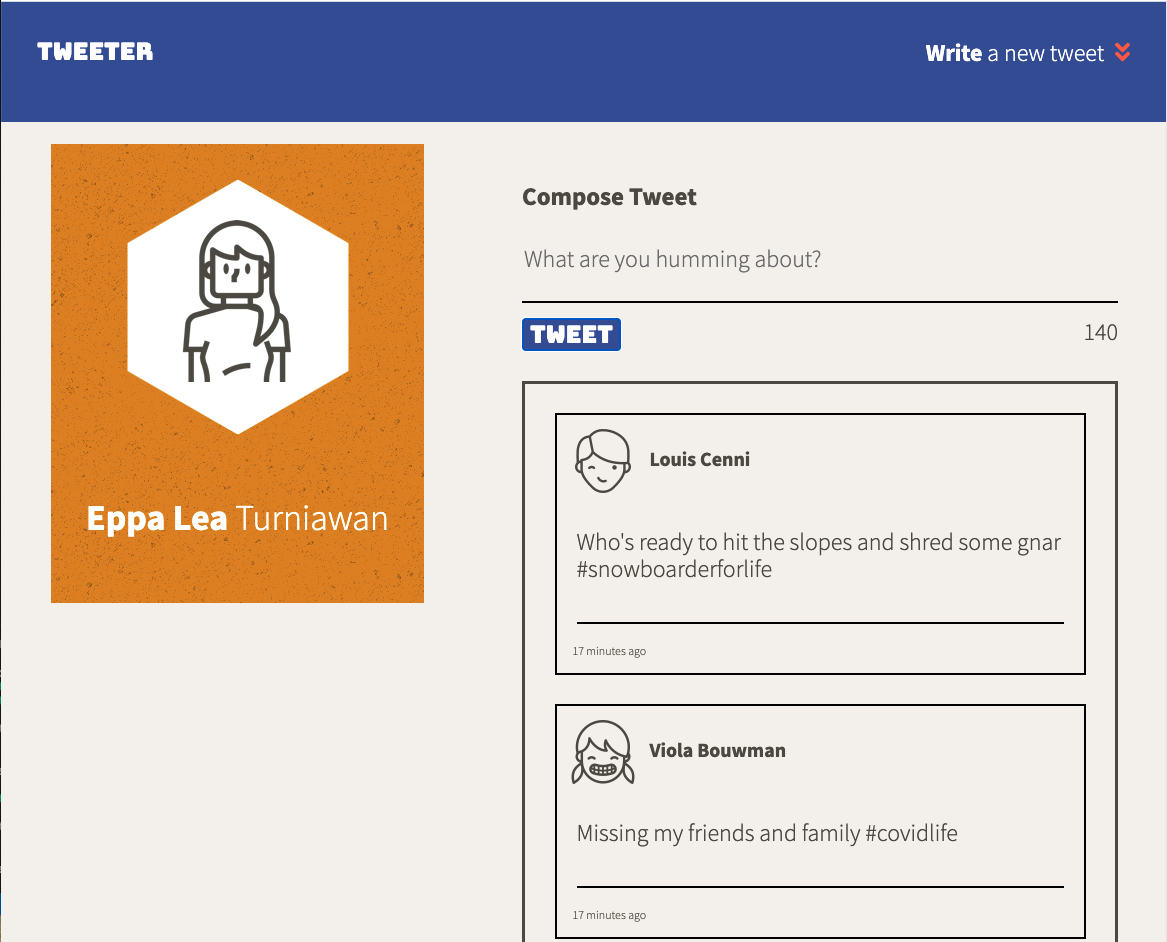 TWEETER
Write a new tweet
Eppa Lea Turniawan
Compose Tweet
What are you humming about?
TWEET
140
Louis Cenni
Who's ready to hit the slopes and shred some gnar
#snowboarderforlife
17 minutes ago
Viola Bouwman
Missing my friends and family #covidlife
17 minutes ago